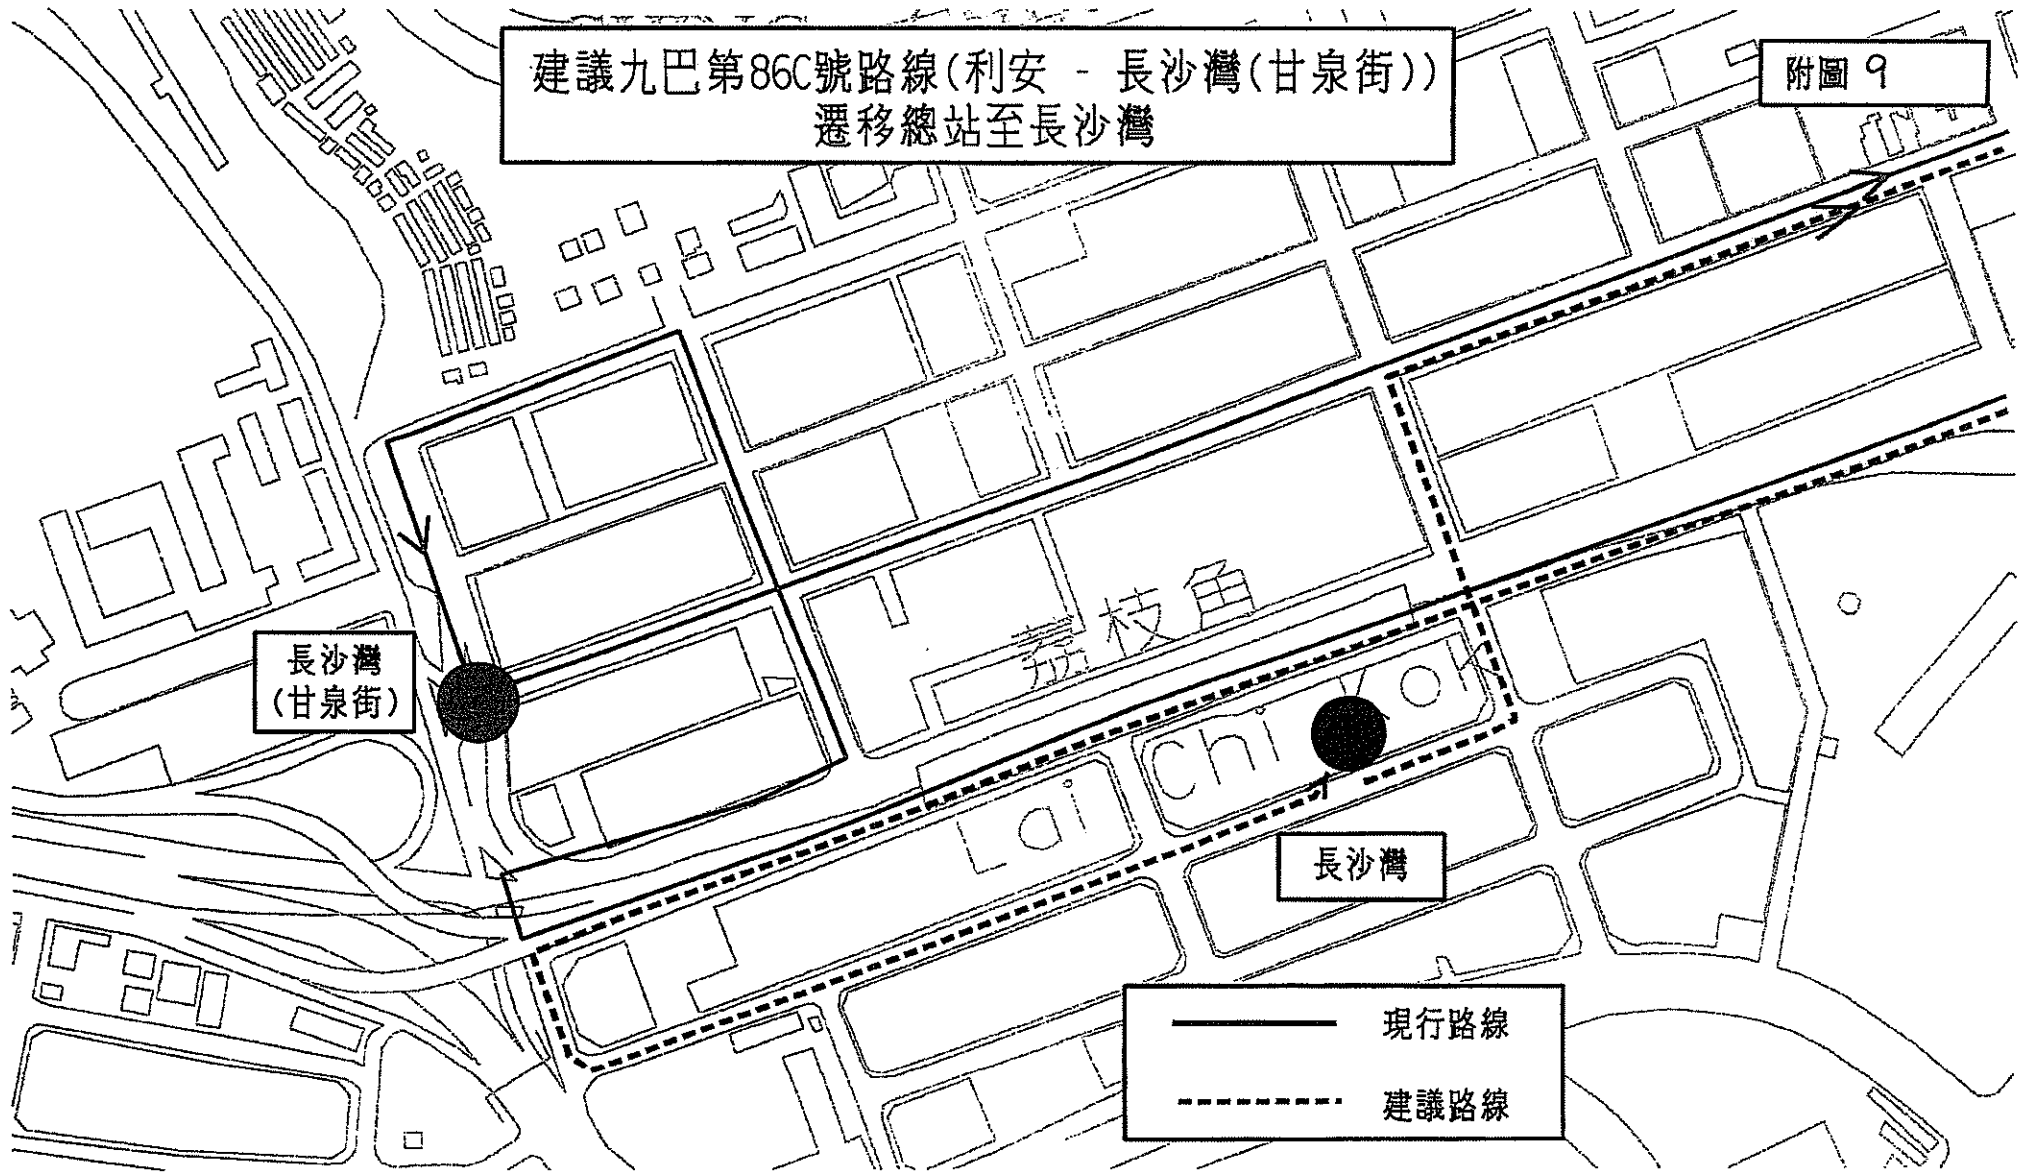 建議九巴第86C號路線(利安 - 長沙灣(甘泉街))
遷移總站至長沙灣
附圖 9
荔枝角
長沙灣
(甘泉街)
ai Chi ok
長沙灣
現行路線
建議路線